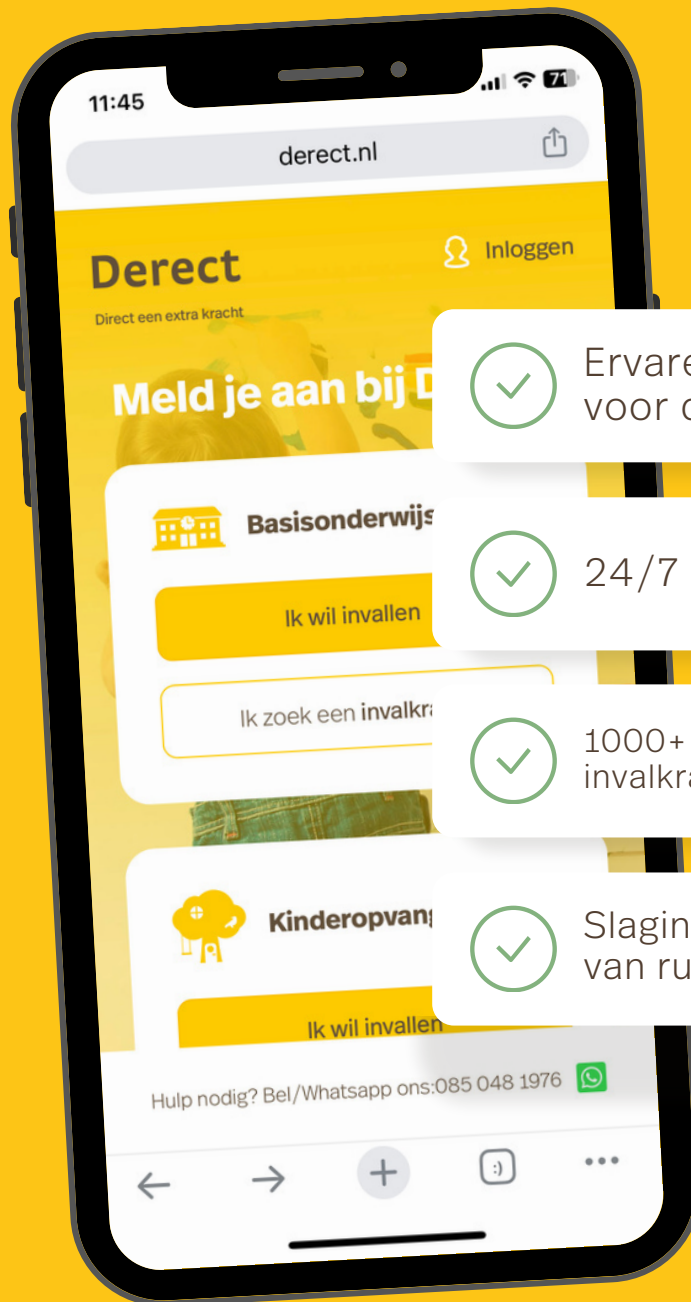 11:45
71
derect.nl
Derect
Inloggen
Direct een extra kracht
Meld je aan bij
Basisonderwijs
Ik wil invallen
Ik zoek een invalkra
Kinderopvang
Ik wil invallen
Hulp nodig? Bel/Whatsapp ons:085 048 1976
:)
Ervare
voor
24/7
1000+
invalkra
Slagin
van ru